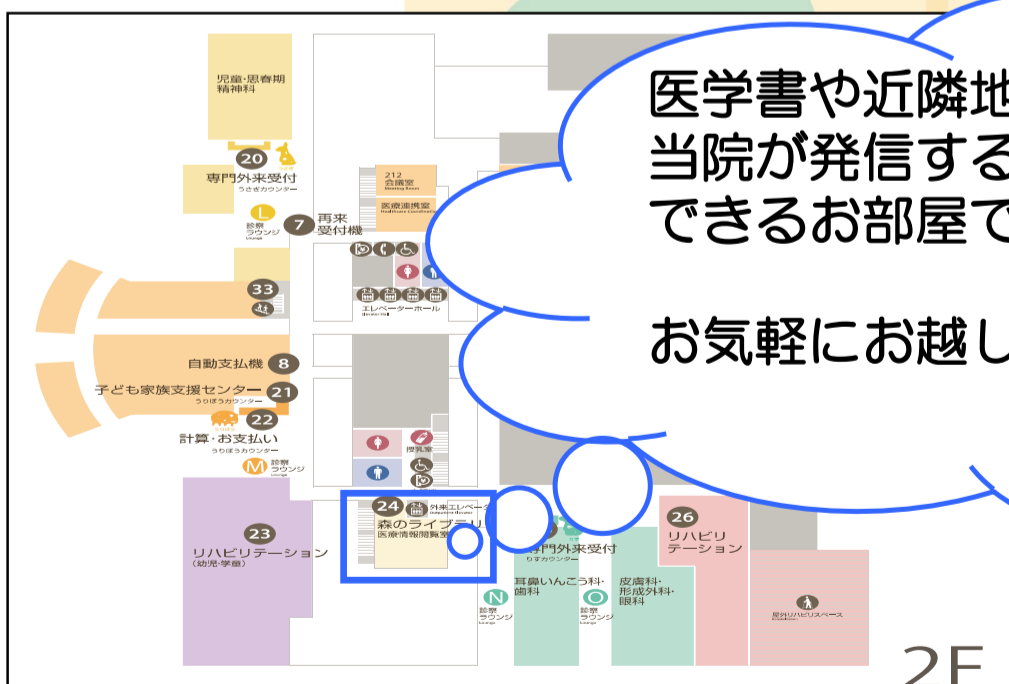 医学書や近隣地
当院が発信する
できるお部屋で
お気軽にお越し
児童・思春期
精神科
20
専門外来受付
うさぎカウンター
L
診察
ラウンジ
Lounge
7
再来
受付機
212
会議室
Meeting Room
医療連携室
エレベーターホール
Elevator Hall
33
自動支払機
8
子ども家族支援センター
21
うりぼうカウンター
22
計算・お支払い
うりぼうカウンター
M
診察
ラウンジ
Lounge
授乳室
23
リハビリテーション
(幼児・学童)
24
外来エレベータ
森のライブラリ
医療情報閲覧室
専門外来受付
りすカウンター
耳鼻いんこう科・
歯科
N
診察
ラウンジ
Lounge
皮膚科・
形成外科・
眼科
O
診察
ラウンジ
Lounge
26
リハビリ
テーション
屋外リハビリスペース
2F